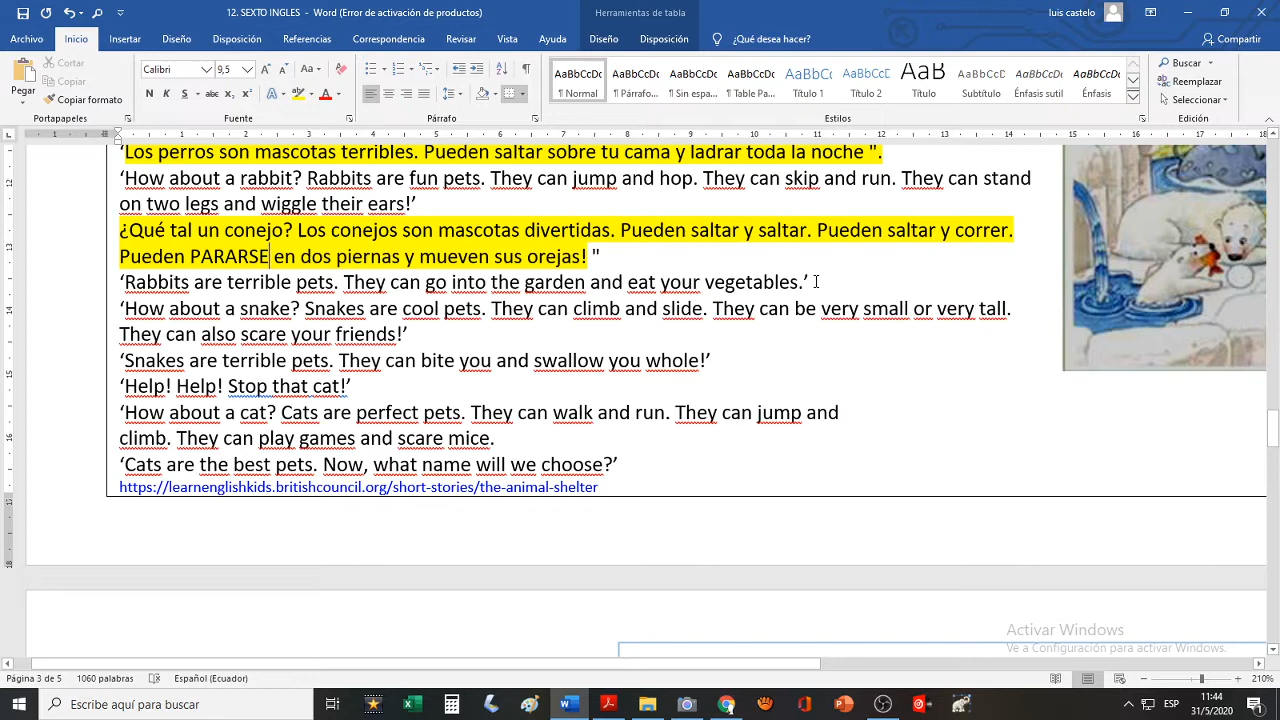 12. SEXTO INGLES - Word (Error de activación de productos)
Herramientas de tabla
luis castelo
Archivo Inicio Insertar Diseño Disposición Referencias Correspondencia Revisar Vista Ayuda Diseño Disposición ¿Qué desea hacer? Compartir
Pegar
Cortar
Copiar
Copiar formato
Portapapeles
Calibri 9,5
N K S abc x₂ x²
Fuente
Párrafo
AaBbCcDc AaBbCcDc AaBbCcDc AaBbCcDc AaBbCc AaBbCcD AaB AaBbCcD AaBbCcDc AaBbCcDc
¶ Normal ¶ Párrafo... ¶ Sin espa... ¶ Table Pa... Título 1 Título 2 Título Subtítulo Énfasis sutil Énfasis
Estilos
Buscar
Reemplazar
Seleccionar
Edición
‘Los perros son mascotas terribles. Pueden saltar sobre tu cama y ladrar toda la noche ".
‘How about a rabbit? Rabbits are fun pets. They can jump and hop. They can skip and run. They can stand
on two legs and wiggle their ears!’
¿Qué tal un conejo? Los conejos son mascotas divertidas. Pueden saltar y saltar. Pueden saltar y correr.
Pueden PARARSE en dos piernas y mueven sus orejas! "
‘Rabbits are terrible pets. They can go into the garden and eat your vegetables.’
‘How about a snake? Snakes are cool pets. They can climb and slide. They can be very small or very tall.
They can also scare your friends!’
‘Snakes are terrible pets. They can bite you and swallow you whole!’
‘Help! Help! Stop that cat!’
‘How about a cat? Cats are perfect pets. They can walk and run. They can jump and
climb. They can play games and scare mice.
‘Cats are the best pets. Now, what name will we choose?’
https://learnenglishkids.britishcouncil.org/short-stories/the-animal-shelter
Activar Windows
Ve a Configuración para activar Windows.
Página 3 de 5 1060 palabras Español (Ecuador) 210%
Escribe aquí para buscar
ESP
11:44
31/5/2020